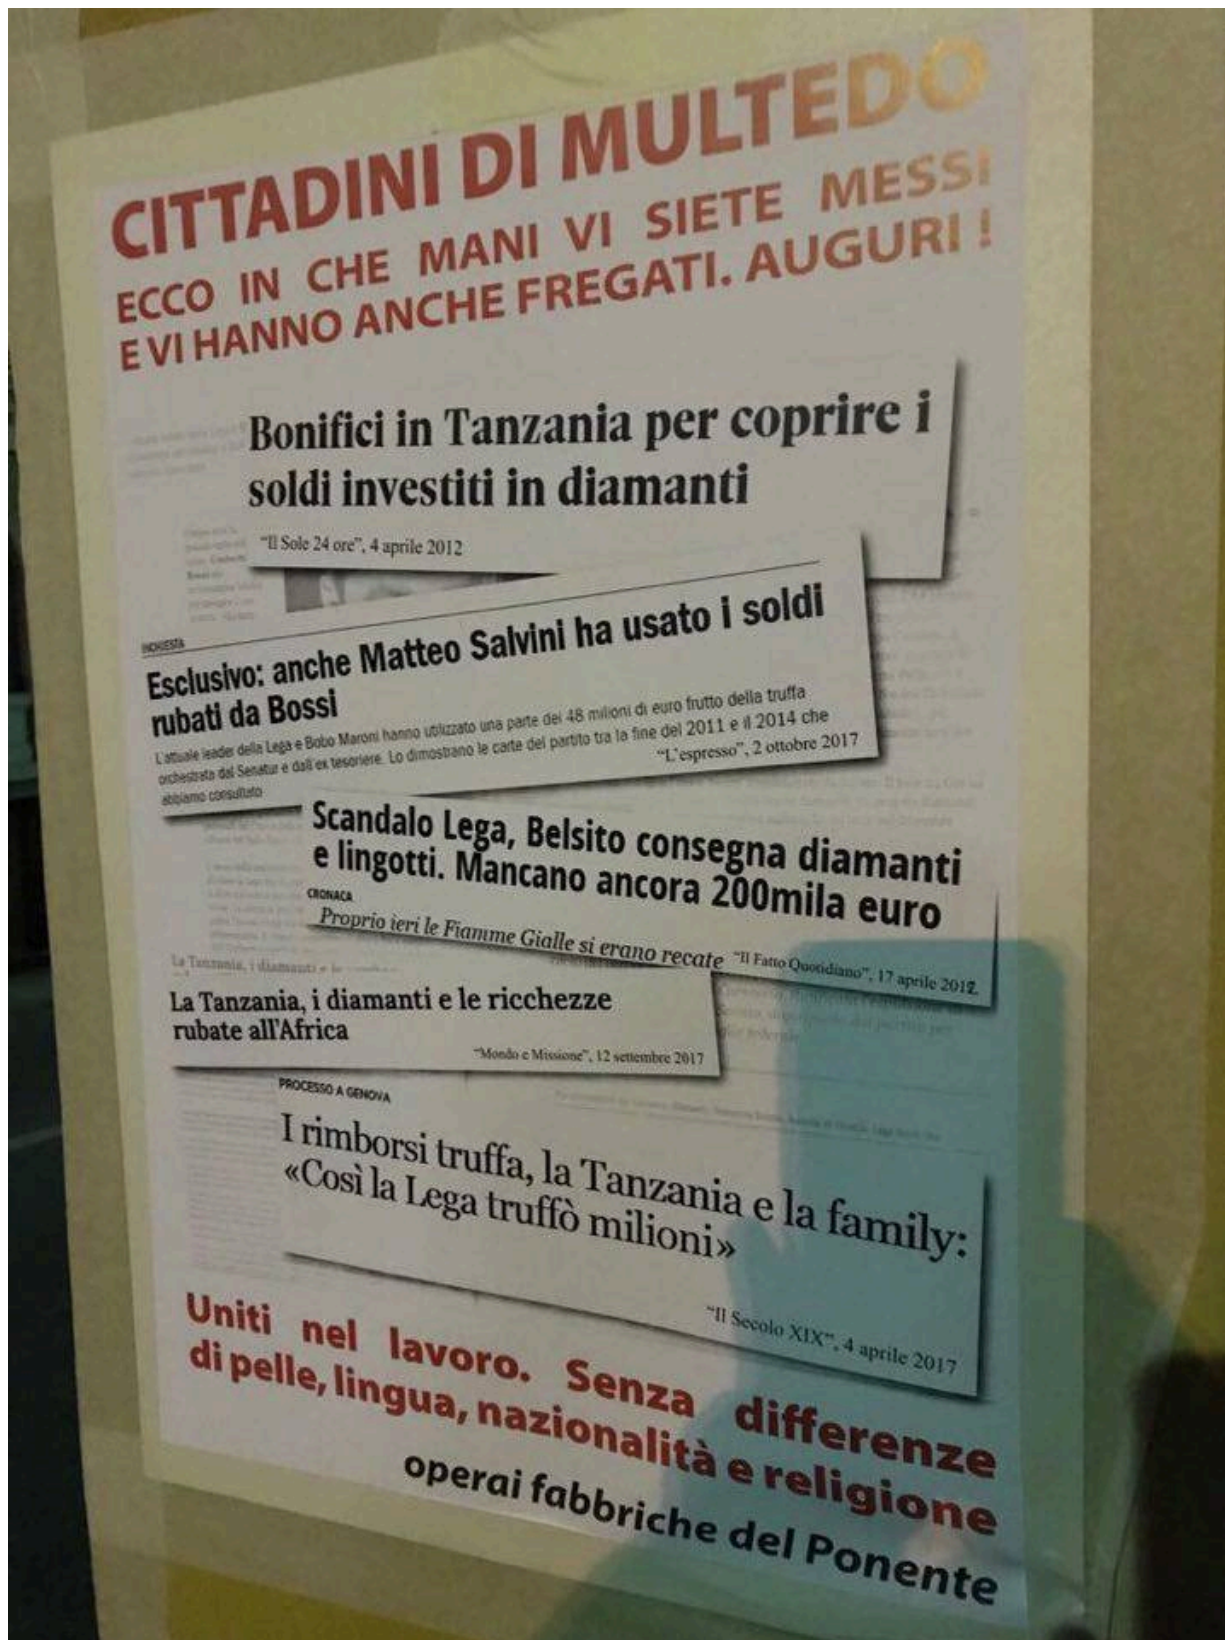 CITTADINI DI MULTEDO
ECCO IN CHE MANI VI SIETE MESSI
E VI HANNO ANCHE FREGATI. AUGURI !
Bonifici in Tanzania per coprire i
soldi investiti in diamanti
"Il Sole 24 ore", 4 aprile 2012
INCHIESTA
Esclusivo: anche Matteo Salvini ha usato i soldi
rubati da Bossi
L'attuale leader della Lega e Bobo Maroni hanno utilizzato una parte dei 48 milioni di euro frutto della truffa
orchestrata dal Senatur e dall'ex tesoriere. Lo dimostrano le carte del partito tra la fine del 2011 e il 2014 che
abbiamo consultato
"L'espresso", 2 ottobre 2017
Scandalo Lega, Belsito consegna diamanti
e lingotti. Mancano ancora 200mila euro
CRONACA
Proprio ieri le Fiamme Gialle si erano recate
"Il Fatto Quotidiano", 17 aprile 2012.
La Tanzania, i diamanti e le
La Tanzania, i diamanti e le ricchezze
rubate all'Africa
"Mondo e Missione", 12 settembre 2017
PROCESSO A GENOVA
I rimborsi truffa, la Tanzania e la family:
«Così la Lega truffò milioni»
"Il Secolo XIX", 4 aprile 2017
Uniti nel lavoro. Senza differenze
di pelle, lingua, nazionalità e religione
operai fabbriche del Ponente